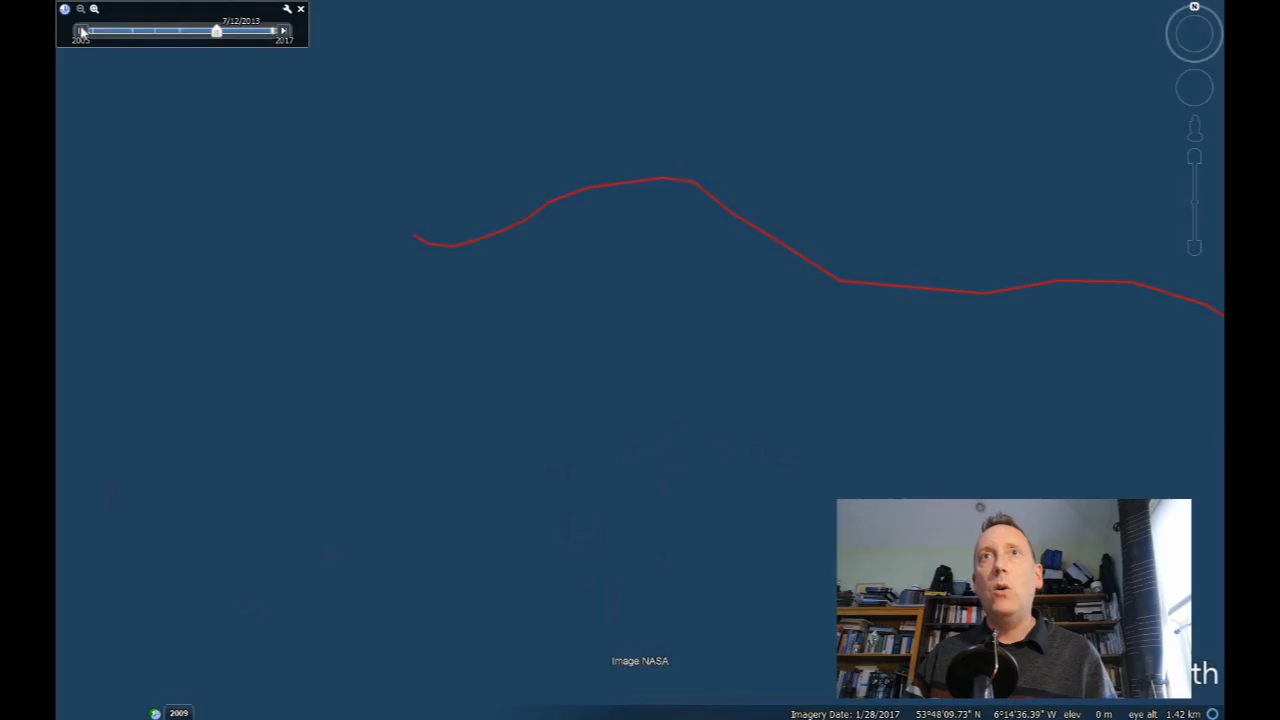 7/12/2013
2005
2017
N
Image NASA
th
2009
Imagery Date: 1/28/2017 53°48'09.73" N 6°14'36.39" W elev 0 m eye alt 1.42 km